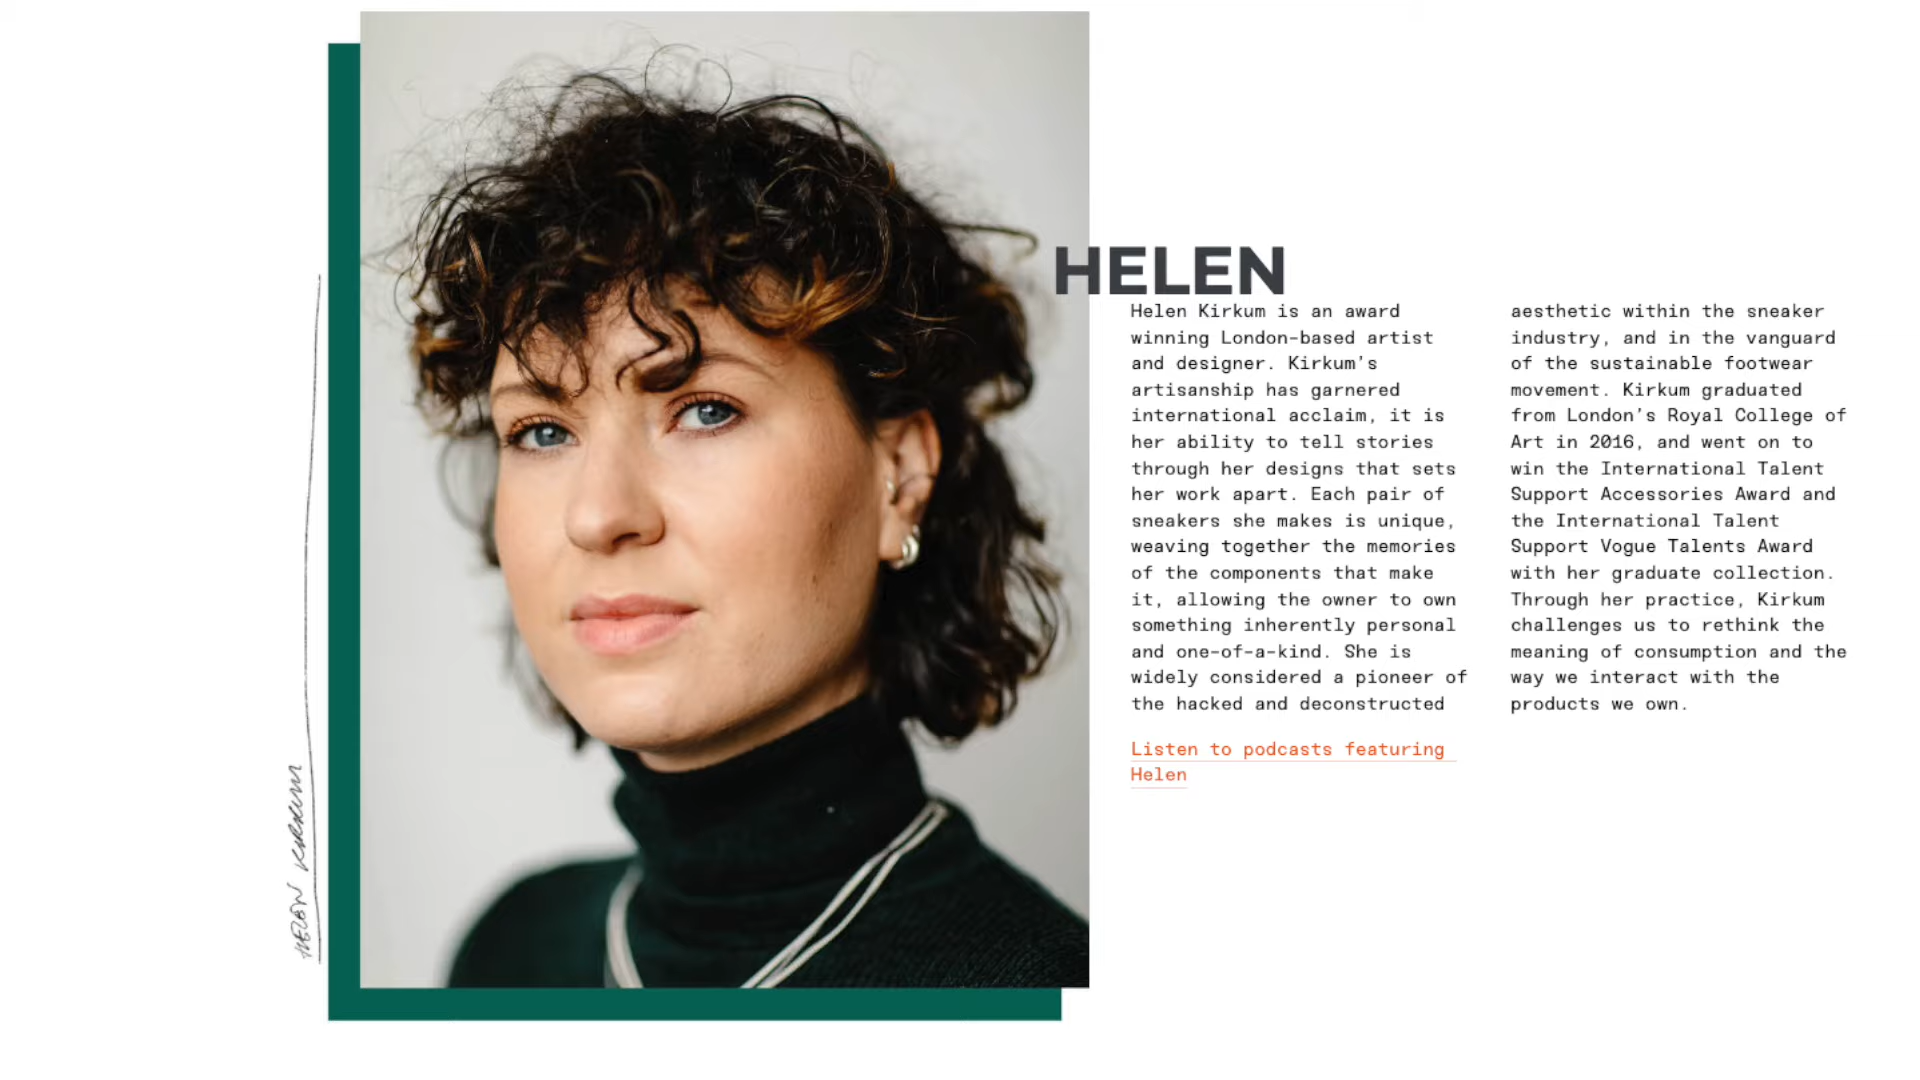 HELEN
Helen Kirkum is an award
winning London-based artist
and designer. Kirkum's
artisanship has garnered
international acclaim, it is
her ability to tell stories
through her designs that sets
her work apart. Each pair of
sneakers she makes is unique,
weaving together the memories
of the components that make
it, allowing the owner to own
something inherently personal
and one-of-a-kind. She is
widely considered a pioneer of
the hacked and deconstructed
aesthetic within the sneaker
industry, and in the vanguard
of the sustainable footwear
movement. Kirkum graduated
from London's Royal College of
Art in 2016, and went on to
win the International Talent
Support Accessories Award and
the International Talent
Support Vogue Talents Award
with her graduate collection.
Through her practice, Kirkum
challenges us to rethink the
meaning of consumption and the
way we interact with the
products we own.
Listen to podcasts featuring
Helen
HELEN KIRKUM